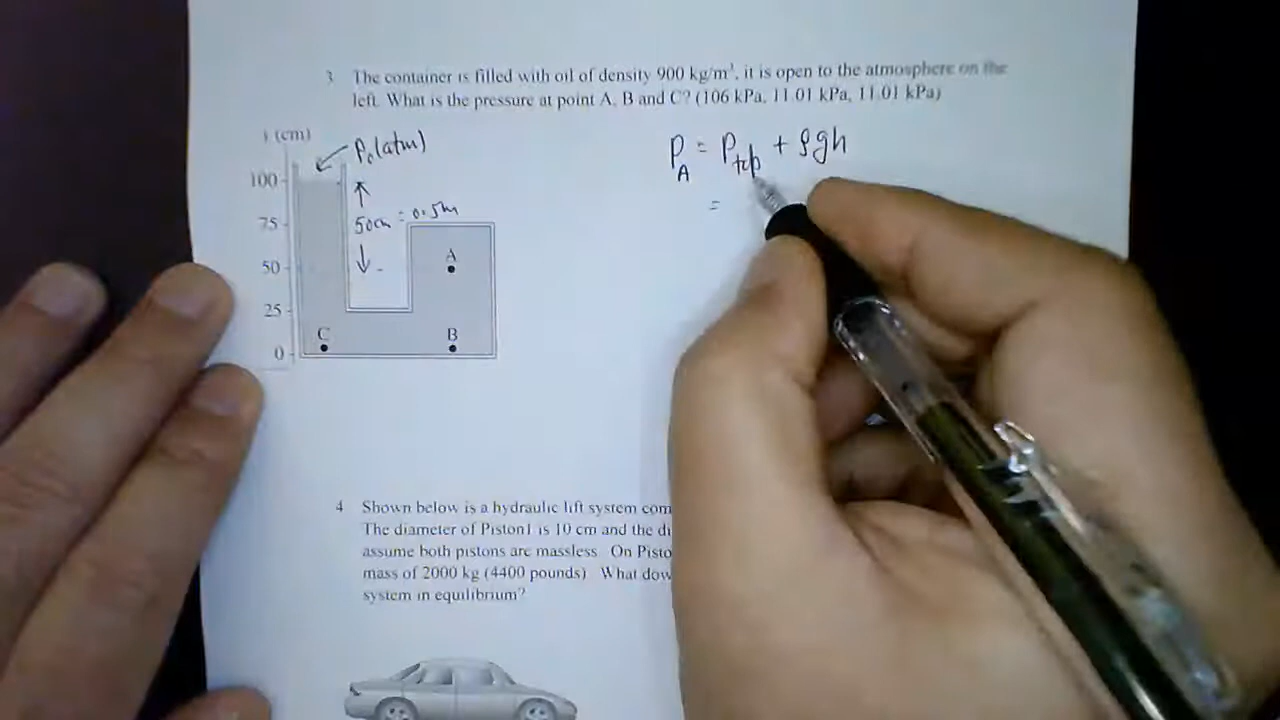 3 The container is filled with oil of density 900 kg/m³, it is open to the atmosphere on the
left. What is the pressure at point A, B and C? (106 kPa, 11.01 kPa, 11.01 kPa)
(cm)
P₀(atm)
100
75
50
25
0
50cm = 0.5m
A
B
C
P_A = P_top + ρgh
=
4 Shown below is a hydraulic lift system com
The diameter of Piston1 is 10 cm and the di
assume both pistons are massless. On Pisto
mass of 2000 kg (4400 pounds). What dow
system in equilibrium?